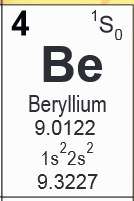 4 ¹S₀
Be
Beryllium
9.0122
1s²2s²
9.3227